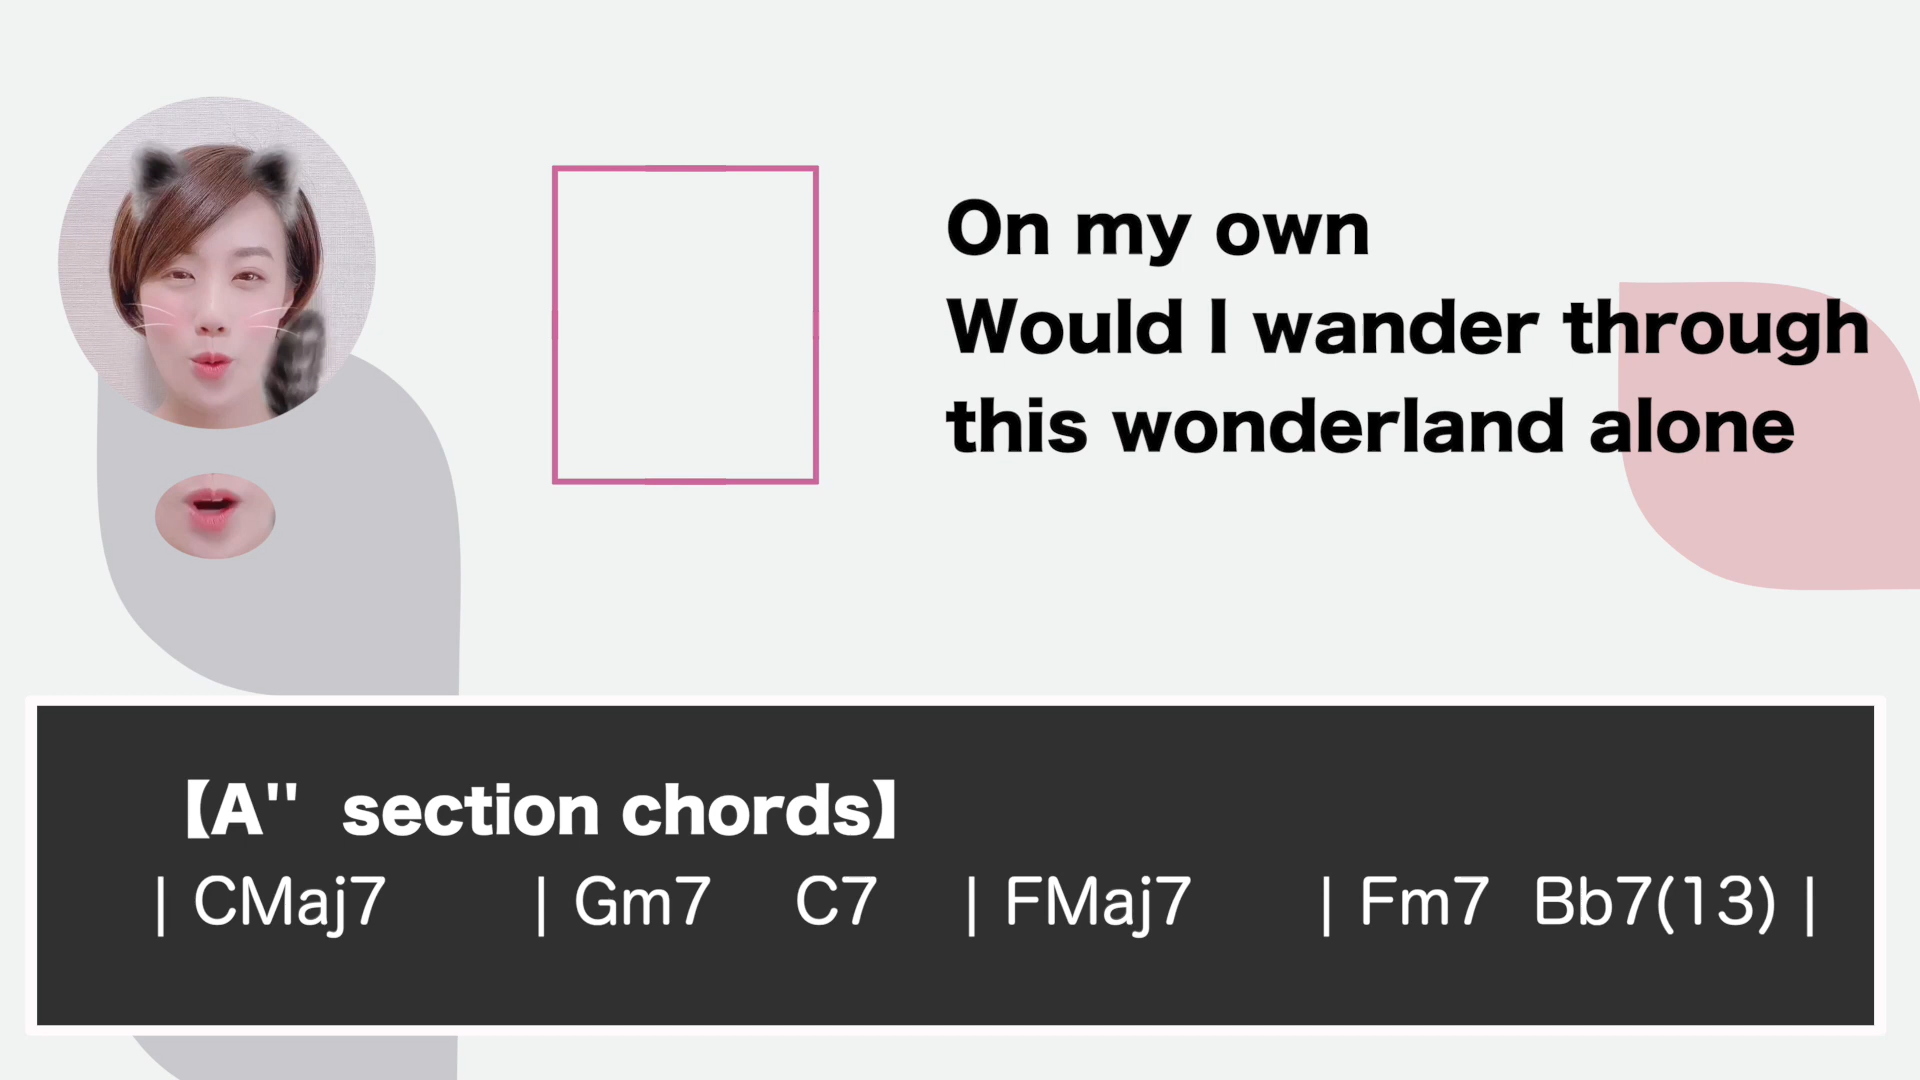 On my own
Would I wander through
this wonderland alone
【A'' section chords】
| CMaj7 | Gm7 C7 | FMaj7 | Fm7 Bb7(13) |